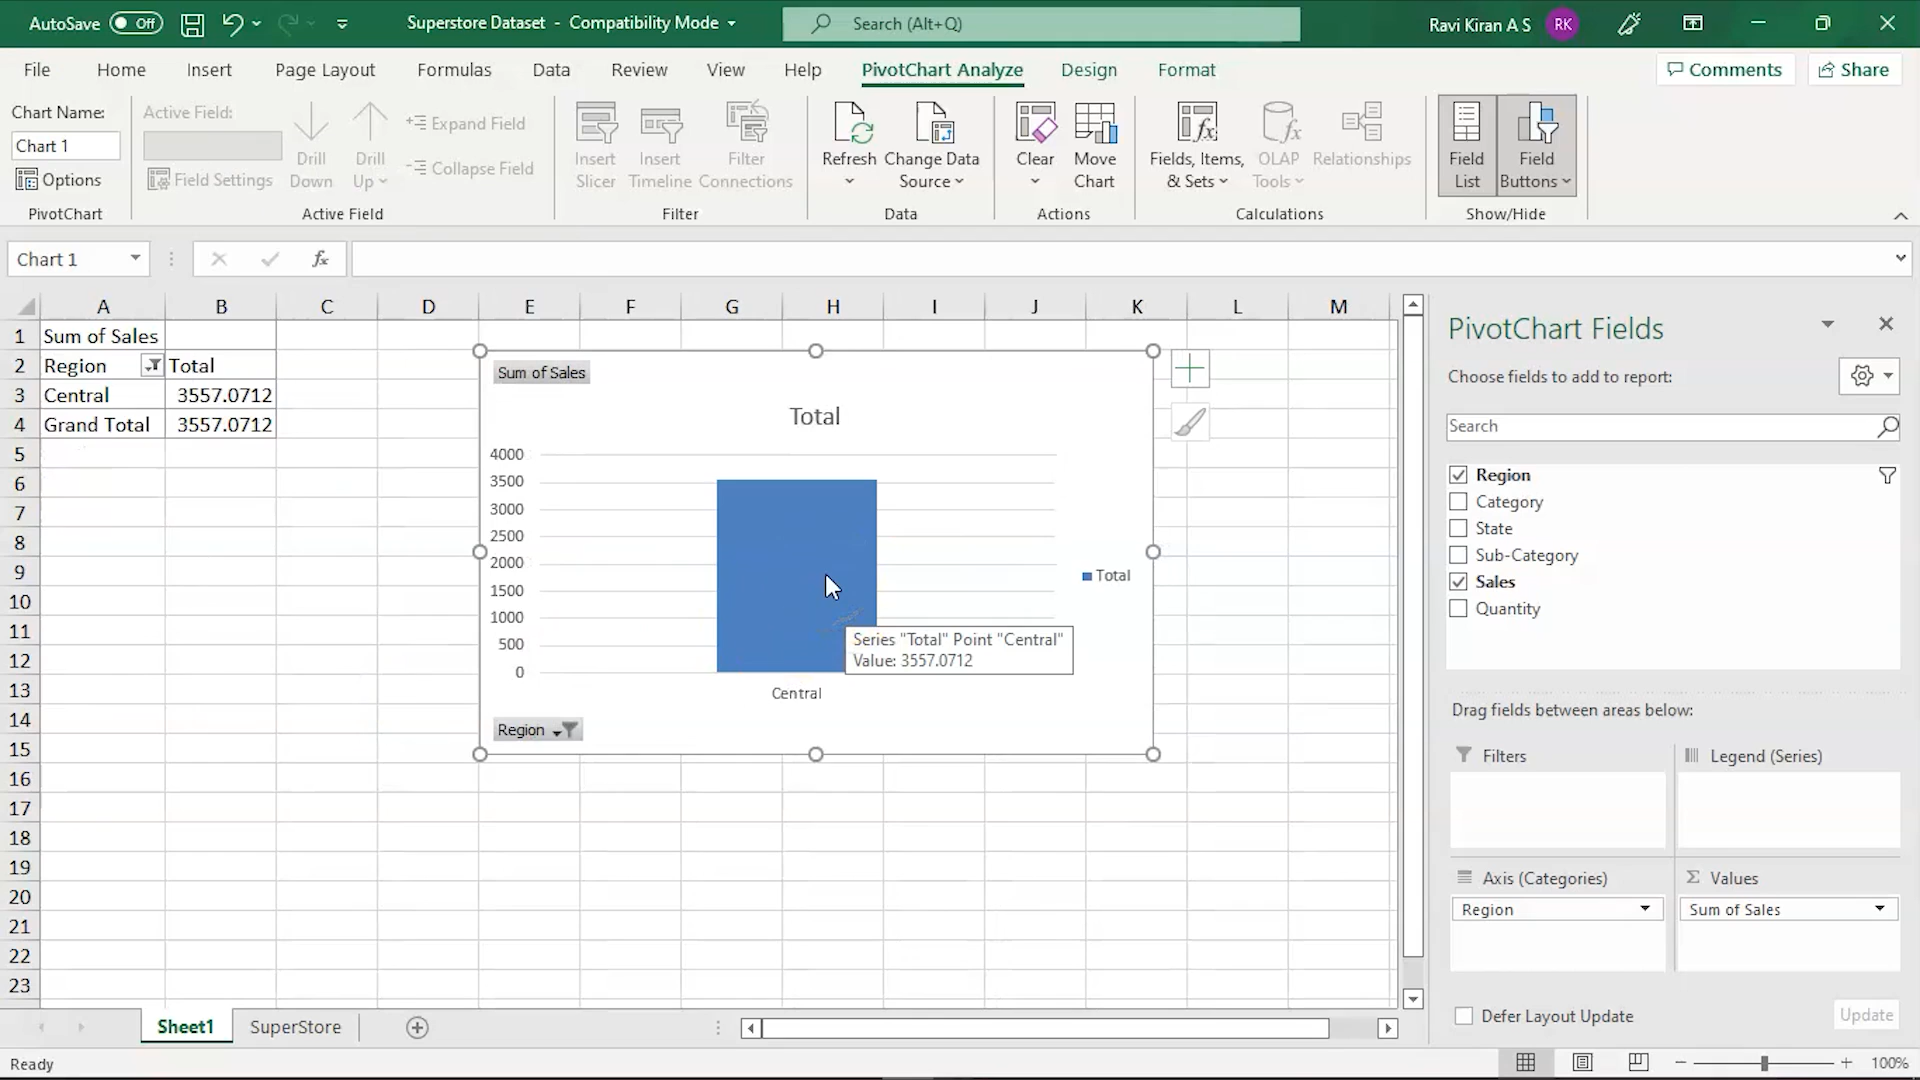 AutoSave Off Superstore Dataset - Compatibility Mode Search (Alt+Q) Ravi Kiran A S RK
File Home Insert Page Layout Formulas Data Review View Help PivotChart Analyze Design Format Comments Share
Chart Name:
Chart 1
Options
PivotChart
Active Field:
Field Settings
Drill
Down
Drill
Up
Expand Field
Collapse Field
Active Field
Insert
Slicer
Insert
Timeline
Filter
Connections
Filter
Refresh
Change Data
Source
Data
Clear
Move
Chart
Actions
Fields, Items,
& Sets
OLAP
Tools
Relationships
Calculations
Field
List
Field
Buttons
Show/Hide
Chart 1 fx
A B C D E F G H I J K L M
1 Sum of Sales
2 Region Total
3 Central 3557.0712
4 Grand Total 3557.0712
5
6
7
8
9
10
11
12
13
14
15
16
17
18
19
20
21
22
23
Sum of Sales
Total
4000
3500
3000
2500
2000
1500
1000
500
0
Central
Total
Series "Total" Point "Central"
Value: 3557.0712
Region
PivotChart Fields
Choose fields to add to report:
Search
Region
Category
State
Sub-Category
Sales
Quantity
Drag fields between areas below:
Filters
Legend (Series)
Axis (Categories)
Region
Σ Values
Sum of Sales
Defer Layout Update Update
Sheet1 SuperStore
Ready 100%